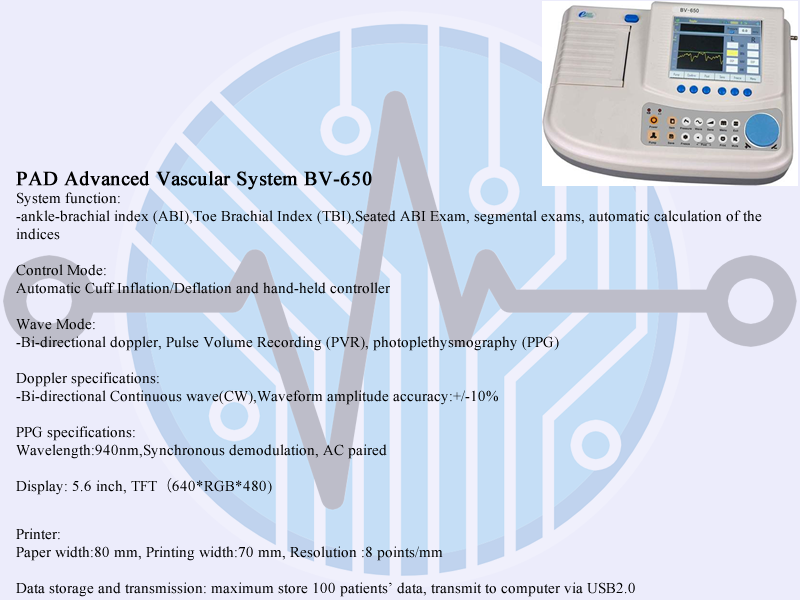 BV-650
PAD Advanced Vascular System BV-650
System function:
-ankle-brachial index (ABI),Toe Brachial Index (TBI),Seated ABI Exam, segmental exams, automatic calculation of the
indices
Control Mode:
Automatic Cuff Inflation/Deflation and hand-held controller
Wave Mode:
-Bi-directional doppler, Pulse Volume Recording (PVR), photoplethysmography (PPG)
Doppler specifications:
-Bi-directional Continuous wave(CW),Waveform amplitude accuracy:+/-10%
PPG specifications:
Wavelength:940nm,Synchronous demodulation, AC paired
Display: 5.6 inch, TFT（640*RGB*480)
Printer:
Paper width:80 mm, Printing width:70 mm, Resolution :8 points/mm
Data storage and transmission: maximum store 100 patients’ data, transmit to computer via USB2.0